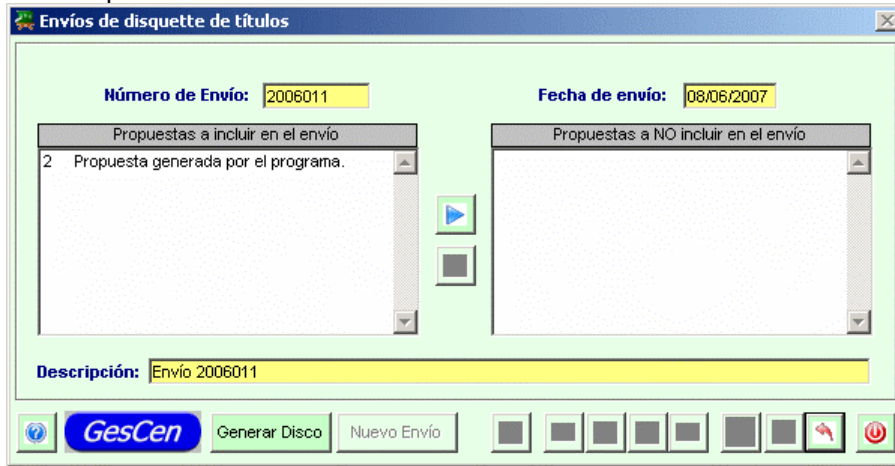 Envíos de disquette de títulos
Número de Envío: 2006011 Fecha de envío: 08/06/2007
Propuestas a incluir en el envío Propuestas a NO incluir en el envío
2 Propuesta generada por el programa.
Descripción: Envío 2006011
GesCen Generar Disco Nuevo Envío